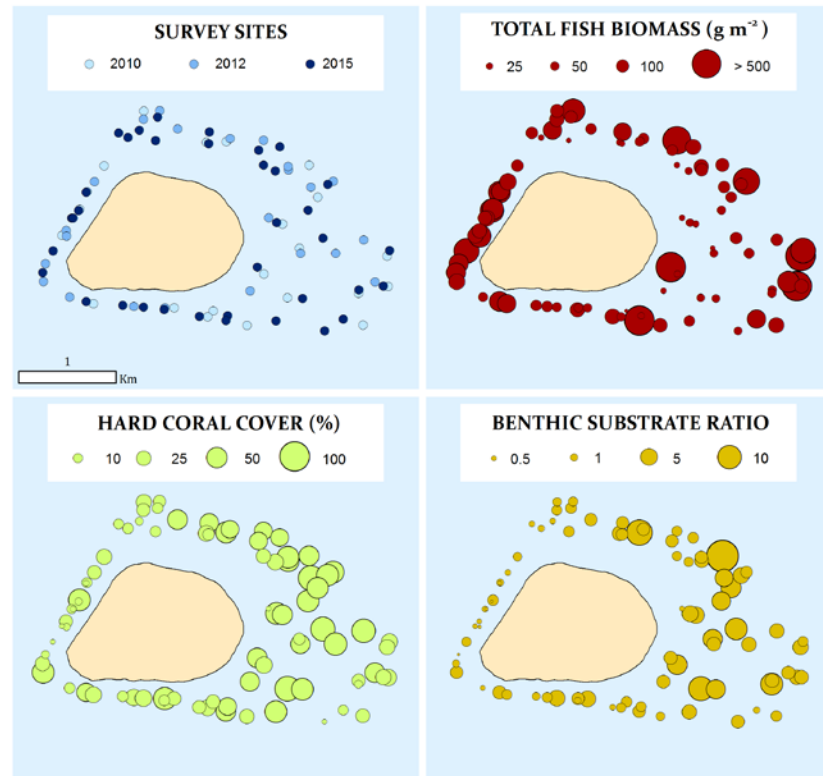 SURVEY SITES
2010 2012 2015
1
Km
TOTAL FISH BIOMASS (g m⁻²)
25 50 100 > 500
HARD CORAL COVER (%)
10 25 50 100
BENTHIC SUBSTRATE RATIO
0.5 1 5 10